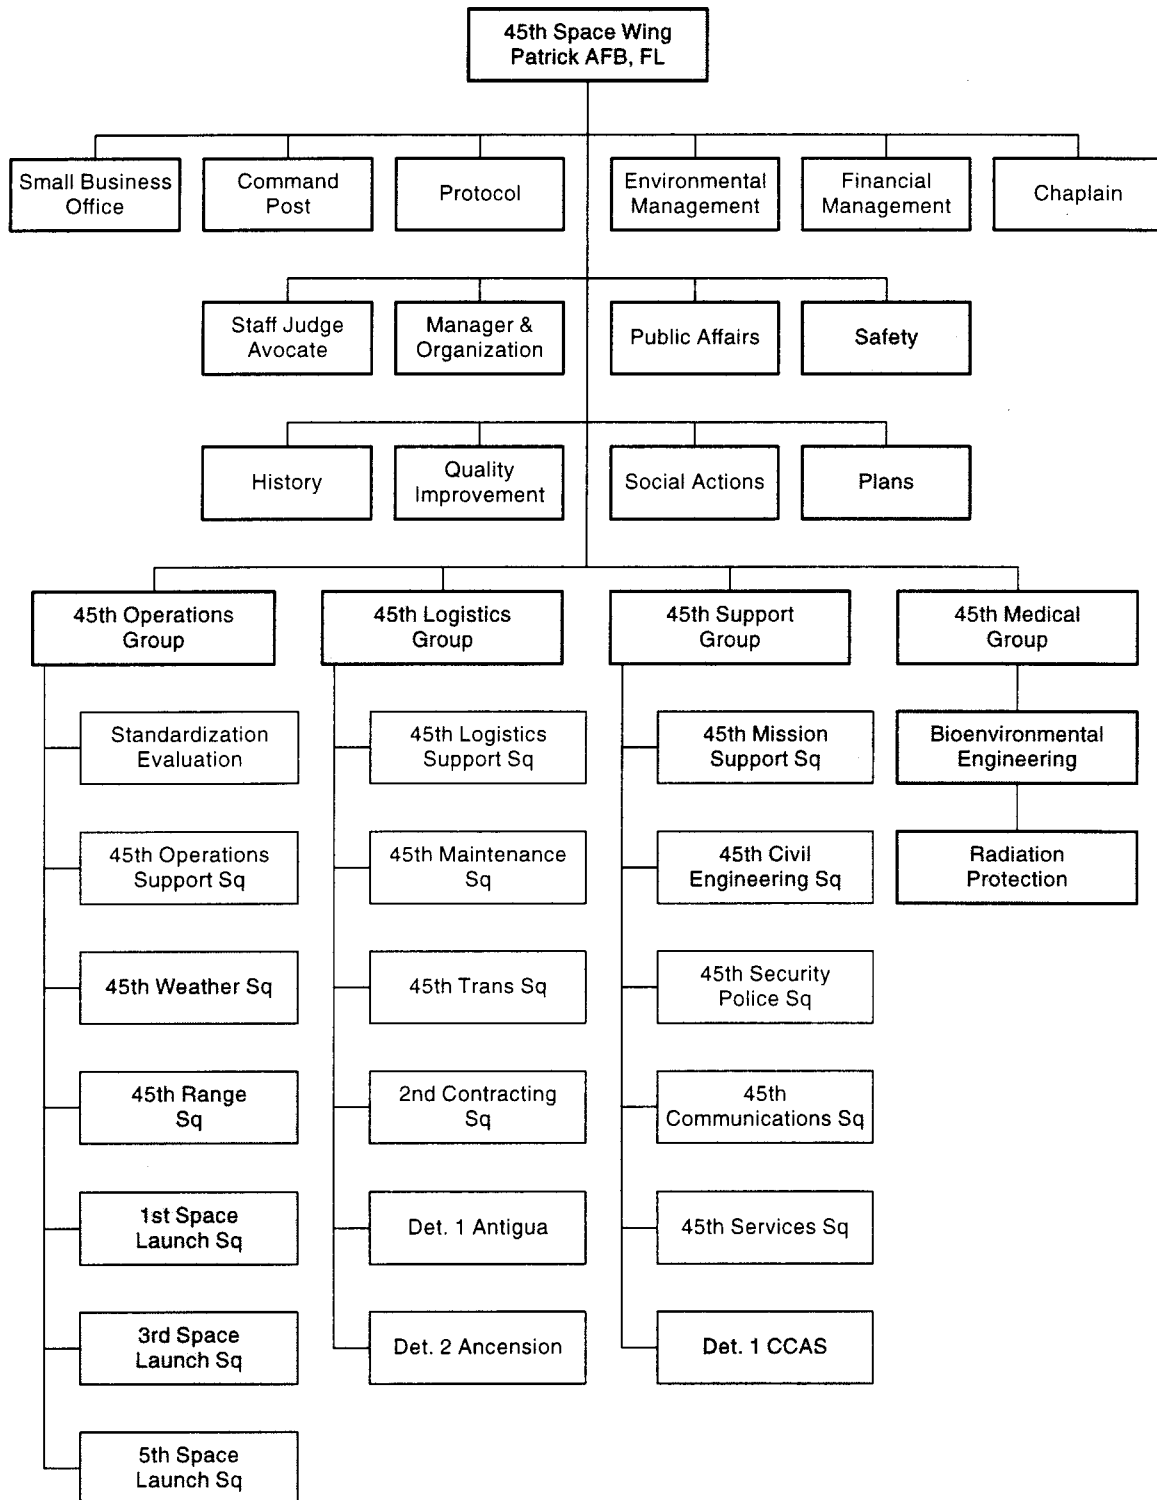 45th Space Wing
Patrick AFB, FL
Small Business
Office
Command
Post
Protocol
Environmental
Management
Financial
Management
Chaplain
Staff Judge
Avocate
Manager &
Organization
Public Affairs
Safety
History
Quality
Improvement
Social Actions
Plans
45th Operations
Group
45th Logistics
Group
45th Support
Group
45th Medical
Group
Standardization
Evaluation
45th Operations
Support Sq
45th Weather Sq
45th Range
Sq
1st Space
Launch Sq
3rd Space
Launch Sq
5th Space
Launch Sq
45th Logistics
Support Sq
45th Maintenance
Sq
45th Trans Sq
2nd Contracting
Sq
Det. 1 Antigua
Det. 2 Ancension
45th Mission
Support Sq
45th Civil
Engineering Sq
45th Security
Police Sq
45th
Communications Sq
45th Services Sq
Det. 1 CCAS
Bioenvironmental
Engineering
Radiation
Protection